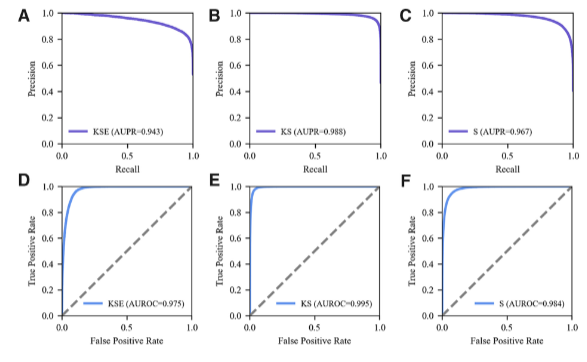 A
1.0
0.8
0.6
0.4
0.2
0.0
Precision
KSE (AUPR=0.943)
0.0 0.5 1.0
Recall
B
1.0
0.8
0.6
0.4
0.2
0.0
Precision
KS (AUPR=0.988)
0.0 0.5 1.0
Recall
C
1.0
0.8
0.6
0.4
0.2
0.0
Precision
S (AUPR=0.967)
0.0 0.5 1.0
Recall
D
1.0
0.8
0.6
0.4
0.2
0.0
True Positive Rate
KSE (AUROC=0.975)
0.0 0.5 1.0
False Positive Rate
E
1.0
0.8
0.6
0.4
0.2
0.0
True Positive Rate
KS (AUROC=0.995)
0.0 0.5 1.0
False Positive Rate
F
1.0
0.8
0.6
0.4
0.2
0.0
True Positive Rate
S (AUROC=0.984)
0.0 0.5 1.0
False Positive Rate